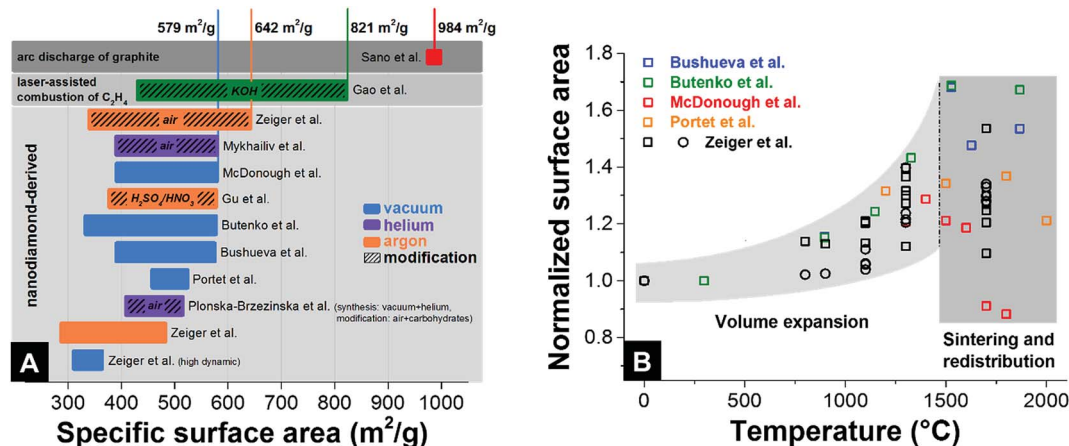 579 m²/g
642 m²/g
821 m²/g
984 m²/g
arc discharge of graphite
Sano et al.
laser-assisted
combustion of C₂H₄
KOH
Gao et al.
nanodiamond-derived
air
Zeiger et al.
air
Mykhailiv et al.
McDonough et al.
H₂SO₄/HNO₃
Gu et al.
Butenko et al.
Bushueva et al.
Portet et al.
air
Plonska-Brzezinska et al. (synthesis: vacuum+helium,
modification: air+carbohydrates)
Zeiger et al.
Zeiger et al. (high dynamic)
vacuum
helium
argon
modification
A
300 400 500 600 700 800 900 1000
Specific surface area (m²/g)
Normalized surface area
1.8
1.6
1.4
1.2
1.0
0.8
Bushueva et al.
Butenko et al.
McDonough et al.
Portet et al.
Zeiger et al.
Volume expansion
Sintering and
redistribution
B
0 500 1000 1500 2000
Temperature (°C)